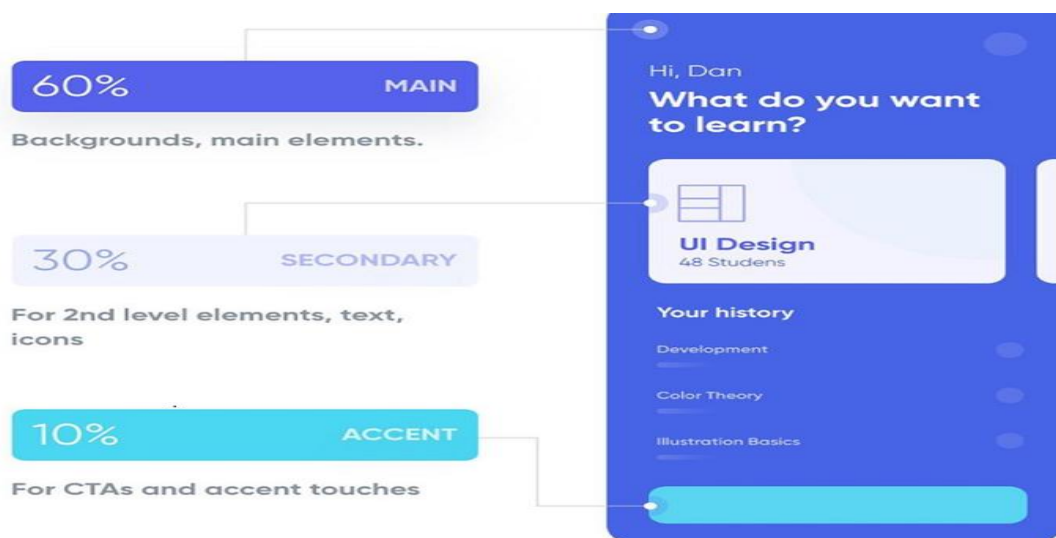 60% MAIN
Backgrounds, main elements.
30% SECONDARY
For 2nd level elements, text,
icons
10% ACCENT
For CTAs and accent touches
Hi, Dan
What do you want
to learn?
UI Design
48 Studens
Your history
Development
Color Theory
Illustration Basics